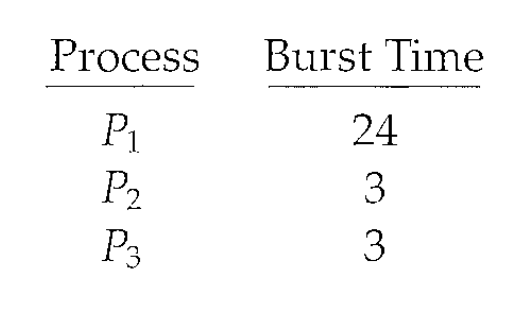 Process Burst Time
P₁ 24
P₂ 3
P₃ 3